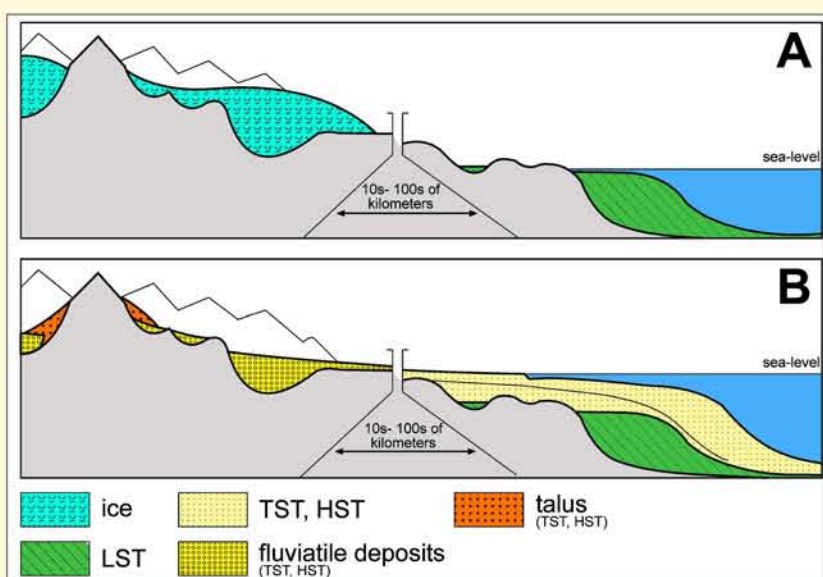 A
sea-level
10s- 100s of
kilometers
B
sea-level
10s- 100s of
kilometers
ice
TST, HST
talus
(TST, HST)
LST
fluviatile deposits
(TST, HST)